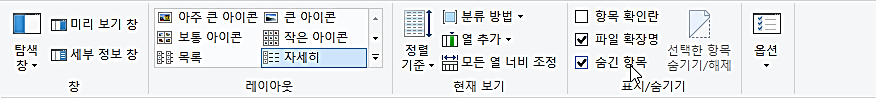 탐색
창
미리 보기 창
세부 정보 창
창
아주 큰 아이콘
큰 아이콘
보통 아이콘
작은 아이콘
목록
자세히
레이아웃
정렬
기준
분류 방법
열 추가
모든 열 너비 조정
현재 보기
항목 확인란
파일 확장명
숨긴 항목
선택한 항목
숨기기/해제
표시/숨기기
옵션